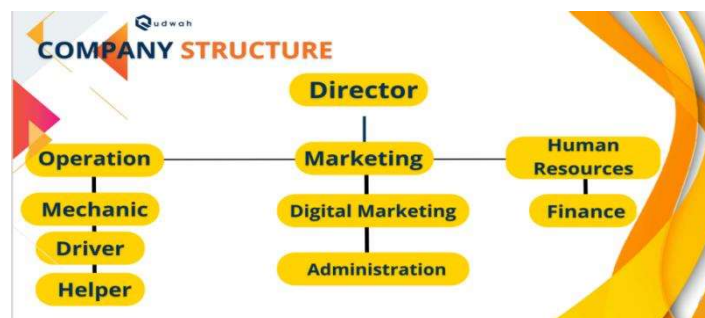 Qudwah
COMPANY STRUCTURE
Director
Operation
Marketing
Human
Resources
Mechanic
Digital Marketing
Finance
Driver
Administration
Helper